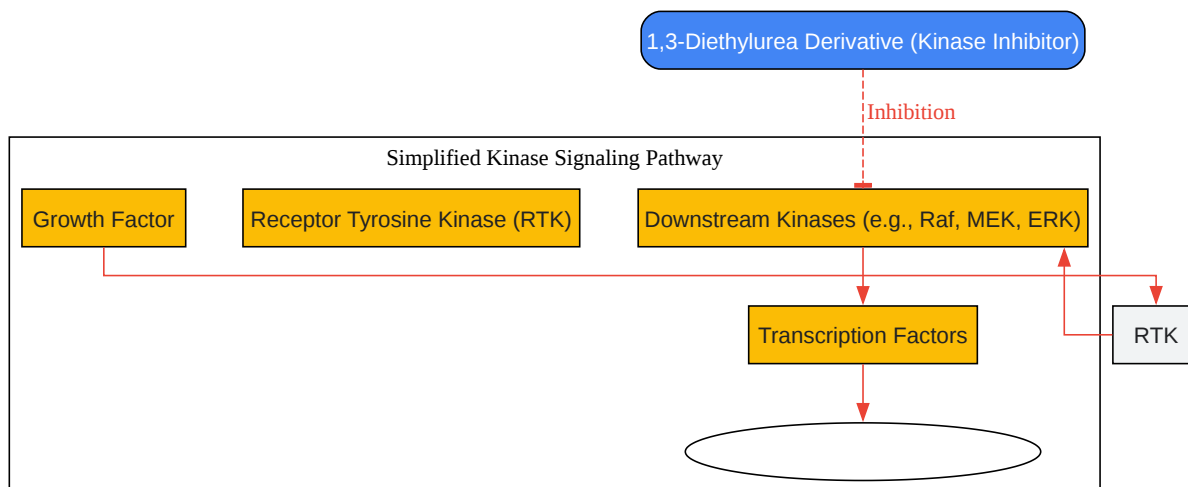 1,3-Diethylurea Derivative (Kinase Inhibitor)
Inhibition
Simplified Kinase Signaling Pathway
Growth Factor
Receptor Tyrosine Kinase (RTK)
Downstream Kinases (e.g., Raf, MEK, ERK)
Transcription Factors
RTK